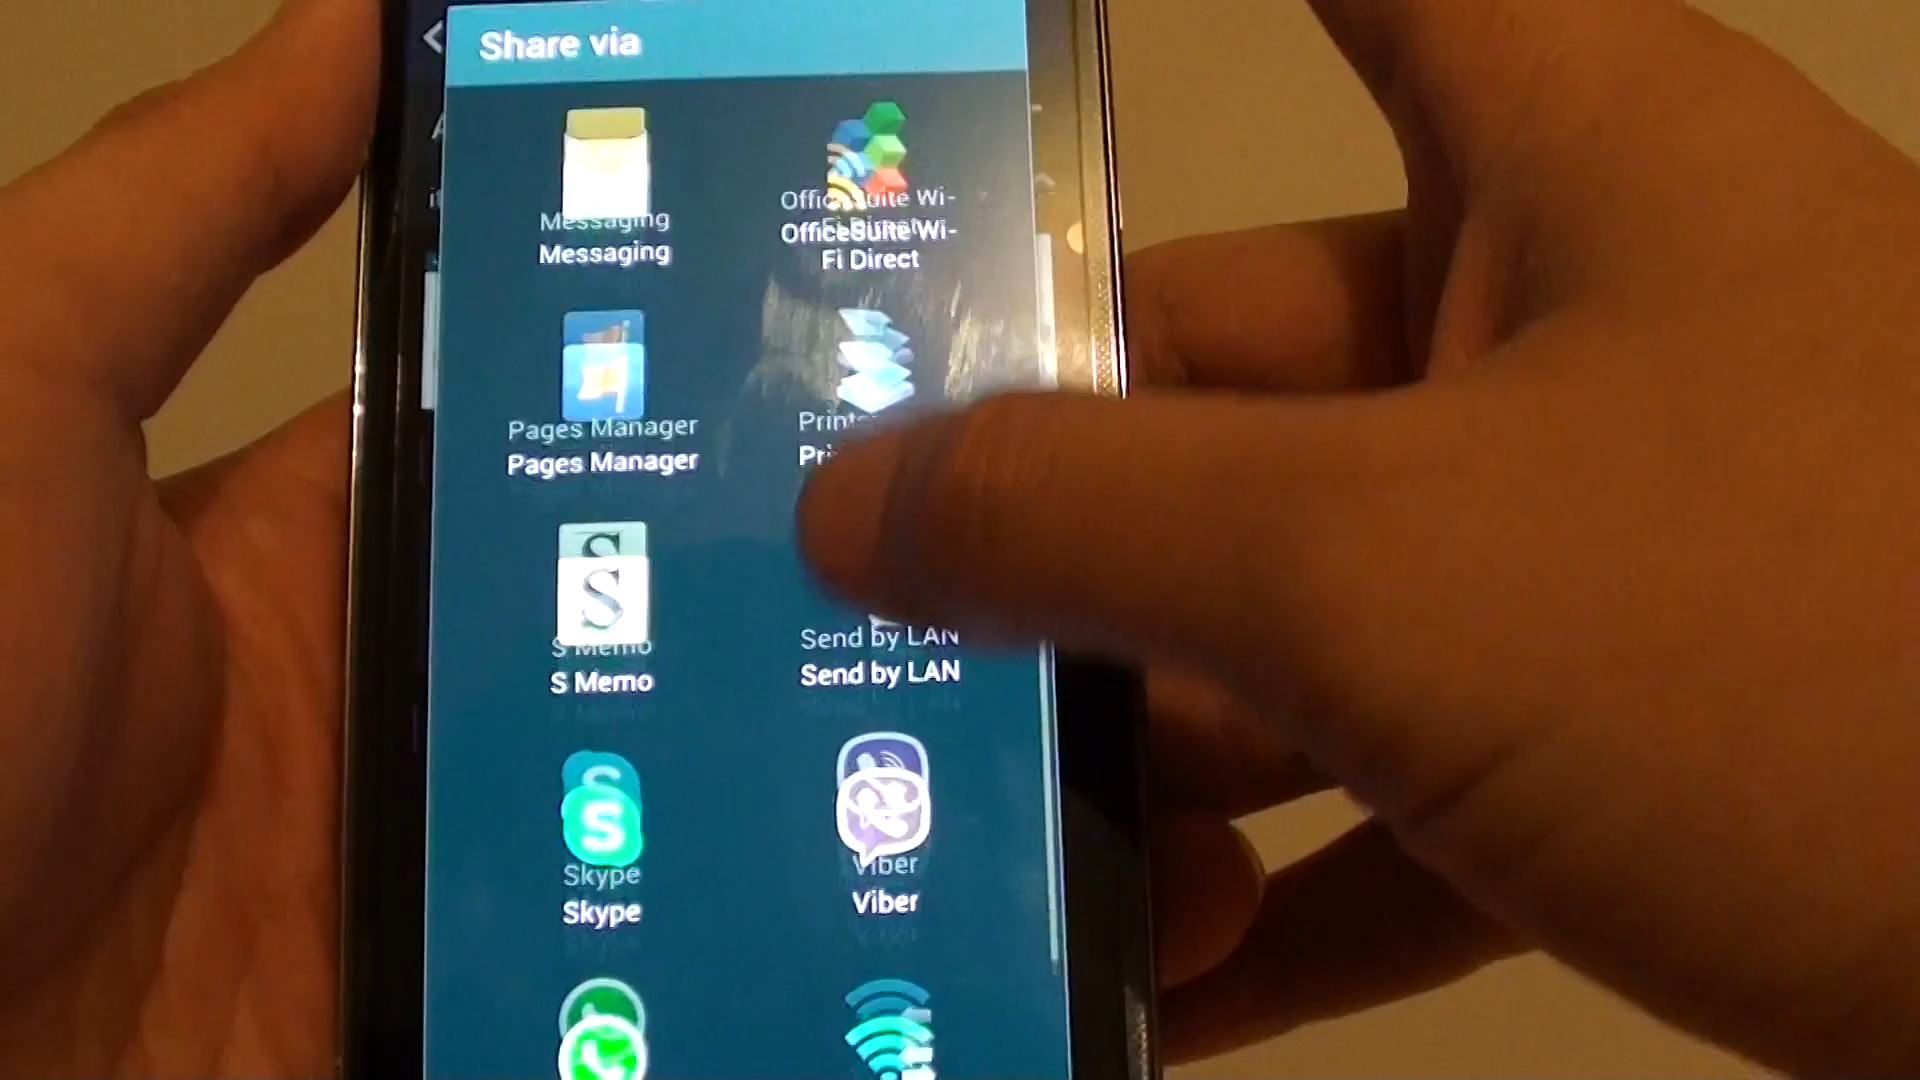 Share via
Messaging
OfficeSuite Wi-
Fi Direct
Pages Manager
S Memo
Send by LAN
Skype
Viber